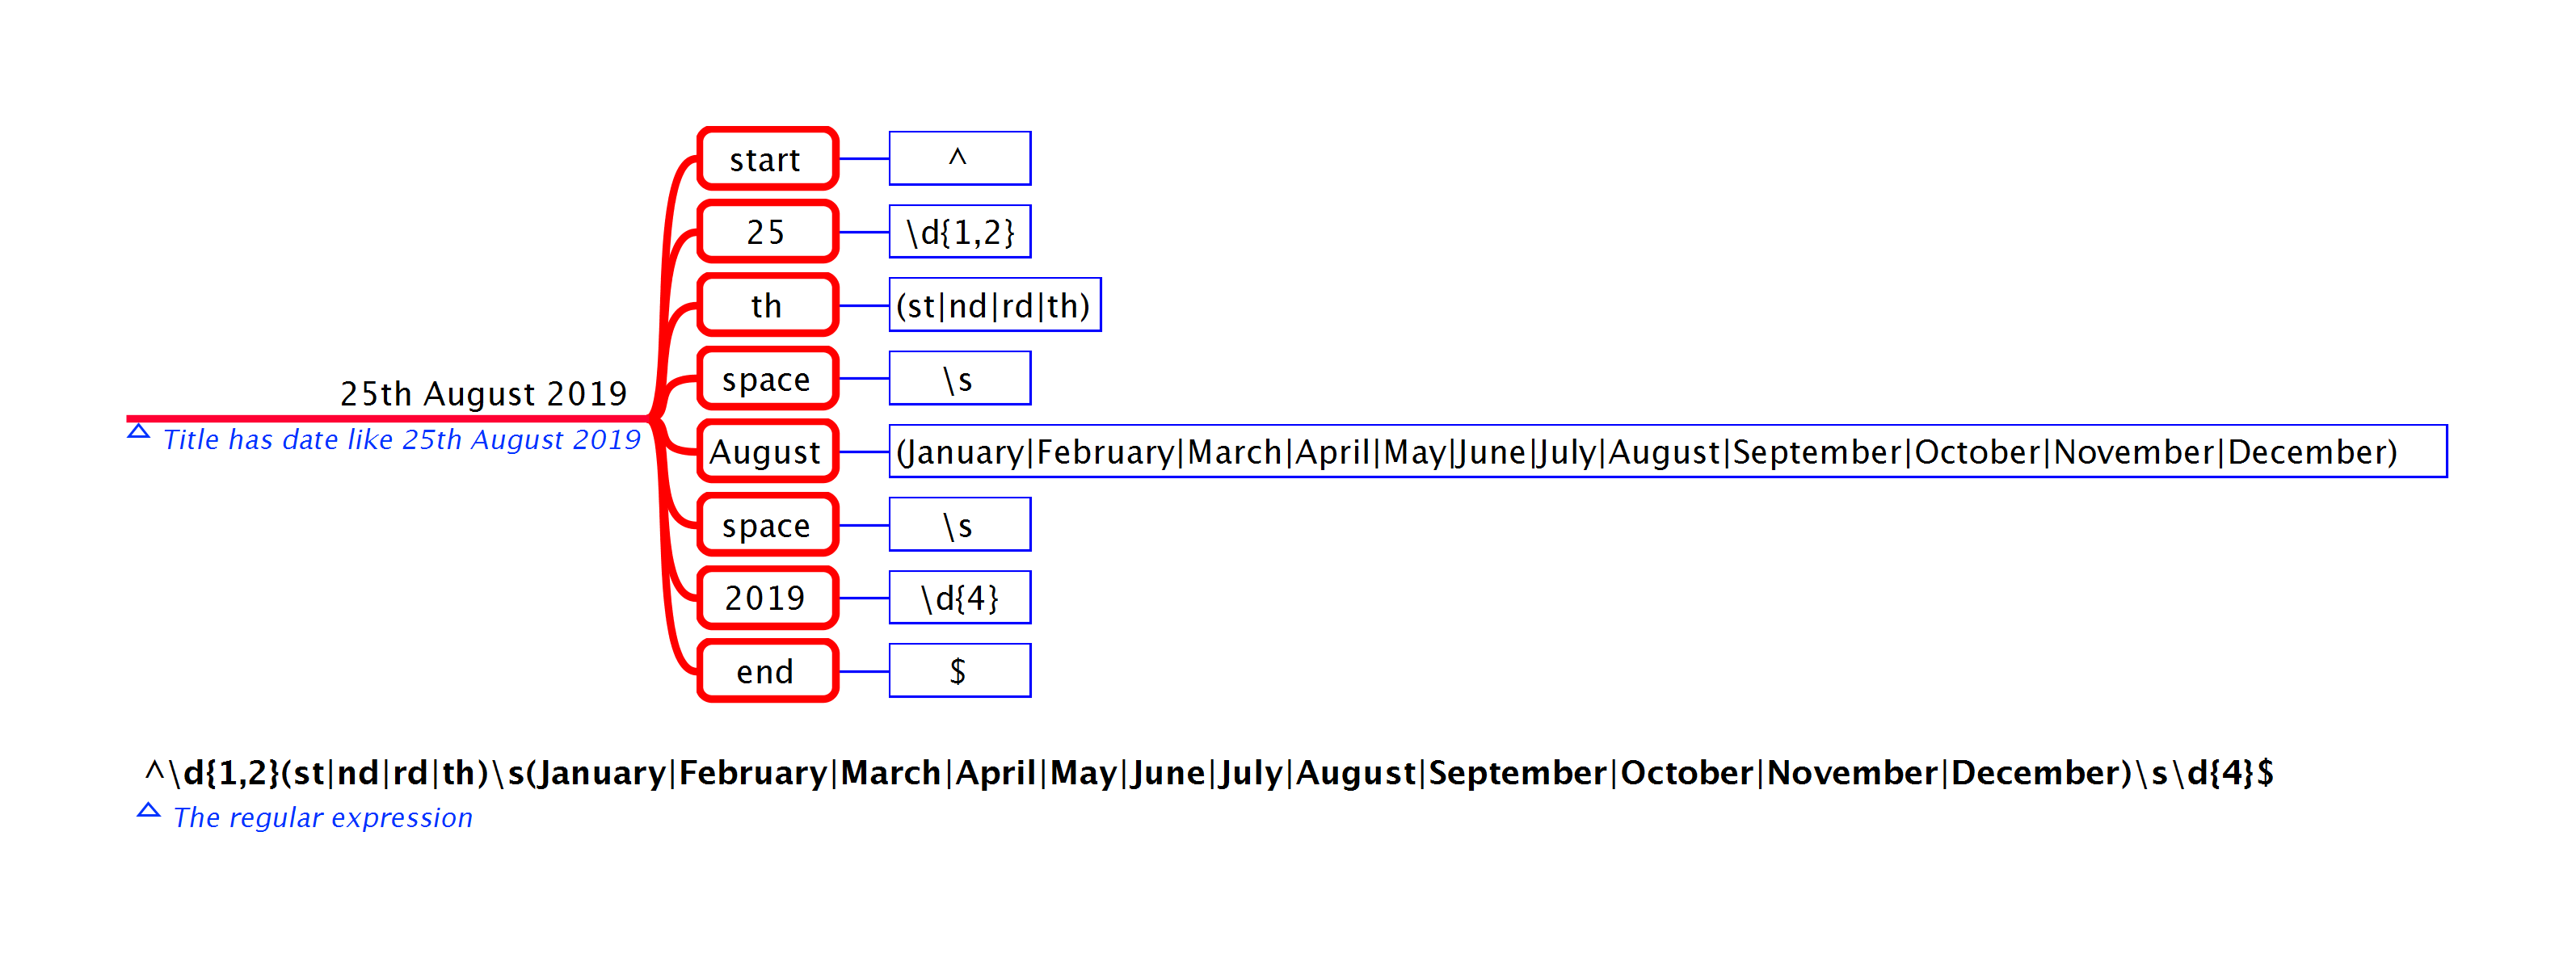 start ^
25 \d{1,2}
th (st|nd|rd|th)
space \s
25th August 2019
Title has date like 25th August 2019
August (January|February|March|April|May|June|July|August|September|October|November|December)
space \s
2019 \d{4}
end $
^\d{1,2}(st|nd|rd|th)\s(January|February|March|April|May|June|July|August|September|October|November|December)\s\d{4}$
The regular expression